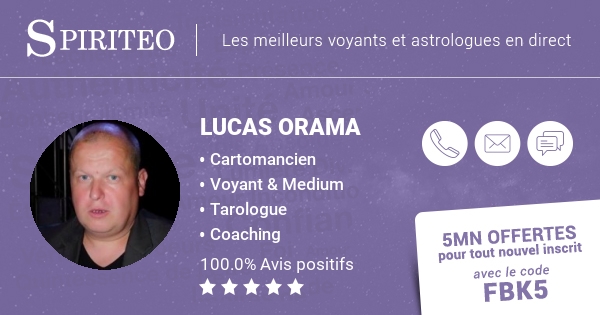 SPIRITEO
Les meilleurs voyants et astrologues en direct
LUCAS ORAMA
• Cartomancien
• Voyant & Medium
• Tarologue
• Coaching
100.0% Avis positifs
5MN OFFERTES
pour tout nouvel inscrit
avec le code
FBK5